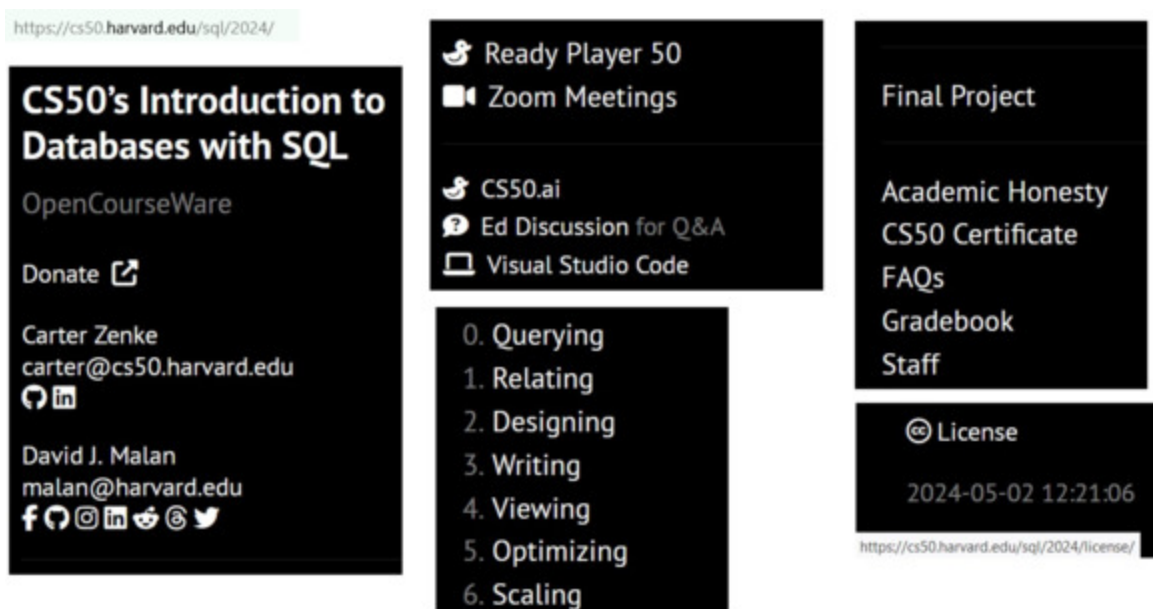 https://cs50.harvard.edu/sql/2024/
CS50's Introduction to
Databases with SQL
OpenCourseWare
Donate
Carter Zenke
carter@cs50.harvard.edu
David J. Malan
malan@harvard.edu
Ready Player 50
Zoom Meetings
CS50.ai
Ed Discussion for Q&A
Visual Studio Code
0. Querying
1. Relating
2. Designing
3. Writing
4. Viewing
5. Optimizing
6. Scaling
Final Project
Academic Honesty
CS50 Certificate
FAQs
Gradebook
Staff
License
2024-05-02 12:21:06
https://cs50.harvard.edu/sql/2024/license/